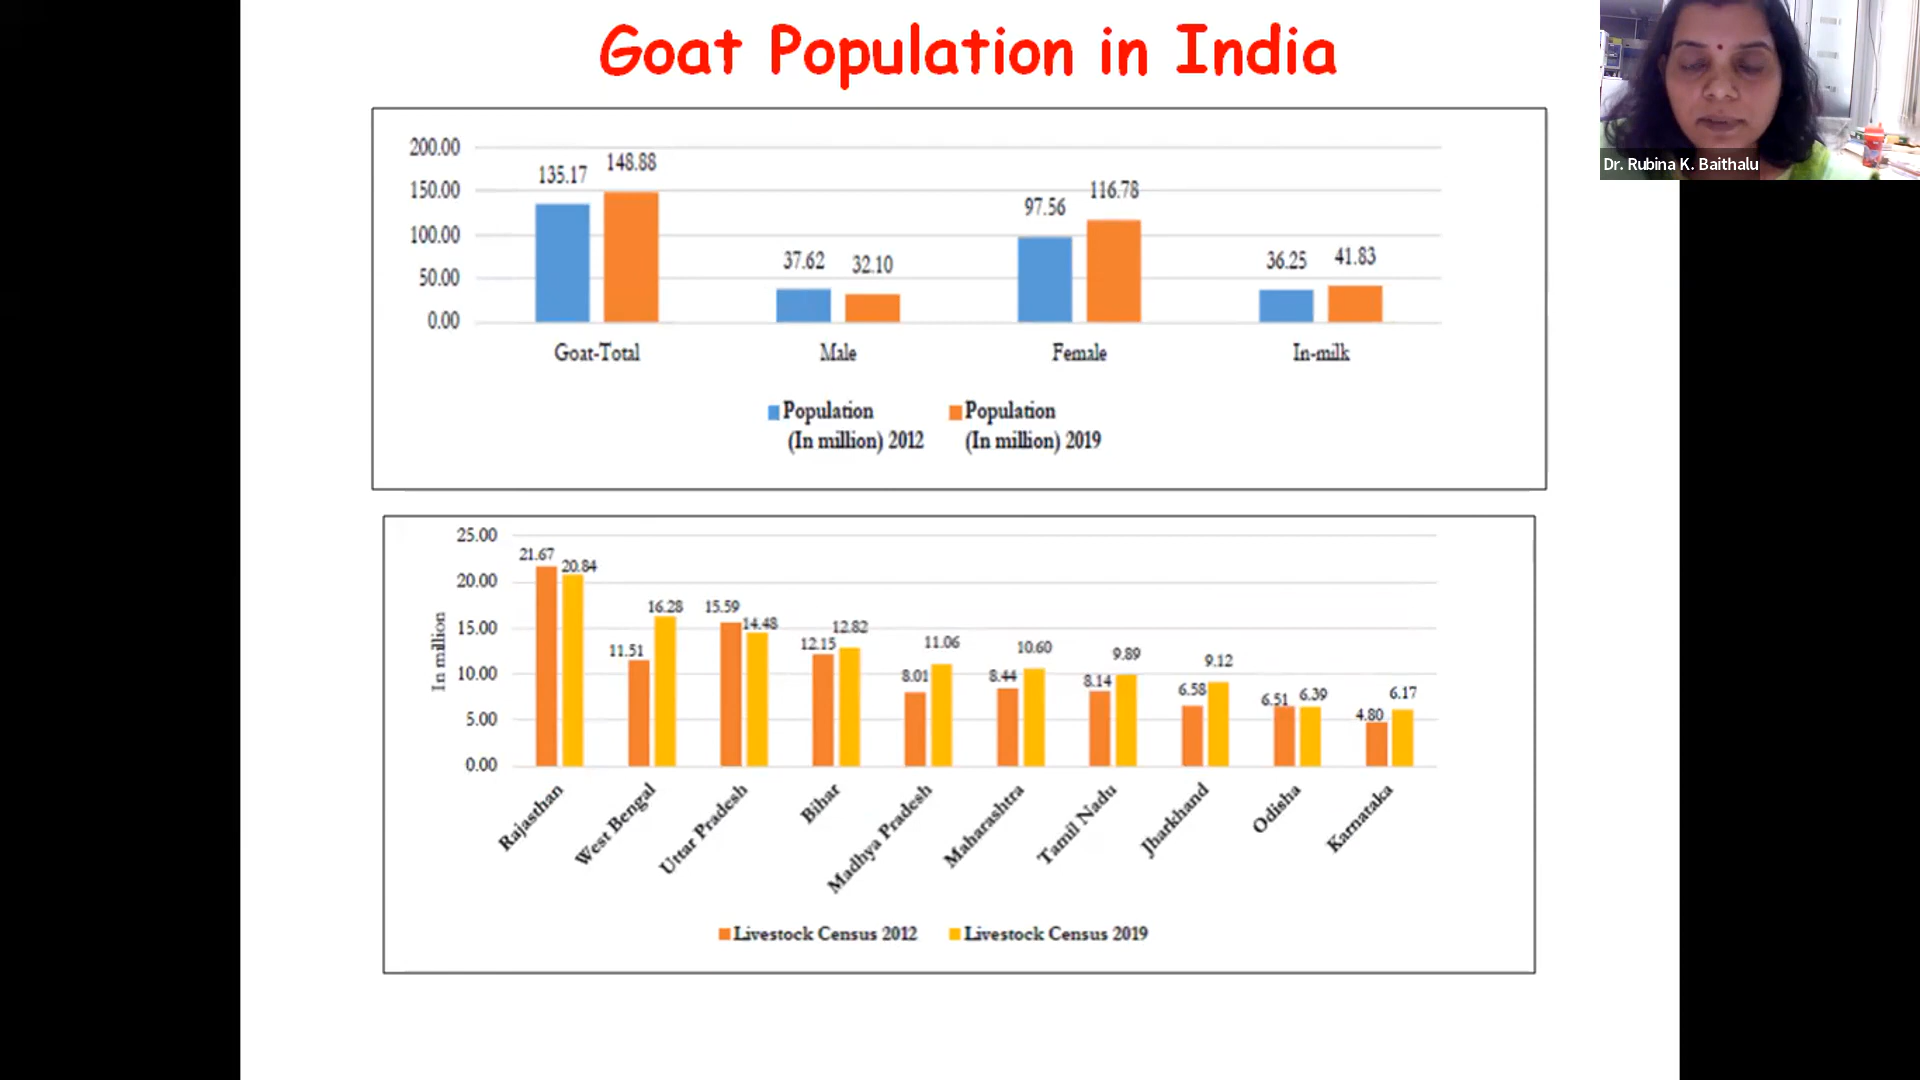 Goat Population in India
Dr. Rubina K. Baithalu
200.00
150.00
100.00
50.00
0.00
135.17
148.88
37.62
32.10
97.56
116.78
36.25
41.83
Goat-Total
Male
Female
In-milk
Population
(In million) 2012
Population
(In million) 2019
25.00
20.00
15.00
10.00
5.00
0.00
In million
21.67
20.84
11.51
16.28
15.59
14.48
12.15
12.82
8.01
11.06
8.44
10.60
8.14
9.89
6.58
9.12
6.51
6.39
4.80
6.17
Rajasthan
West Bengal
Uttar Pradesh
Bihar
Madhya Pradesh
Maharashtra
Tamil Nadu
Jharkhand
Odisha
Karnataka
Livestock Census 2012
Livestock Census 2019